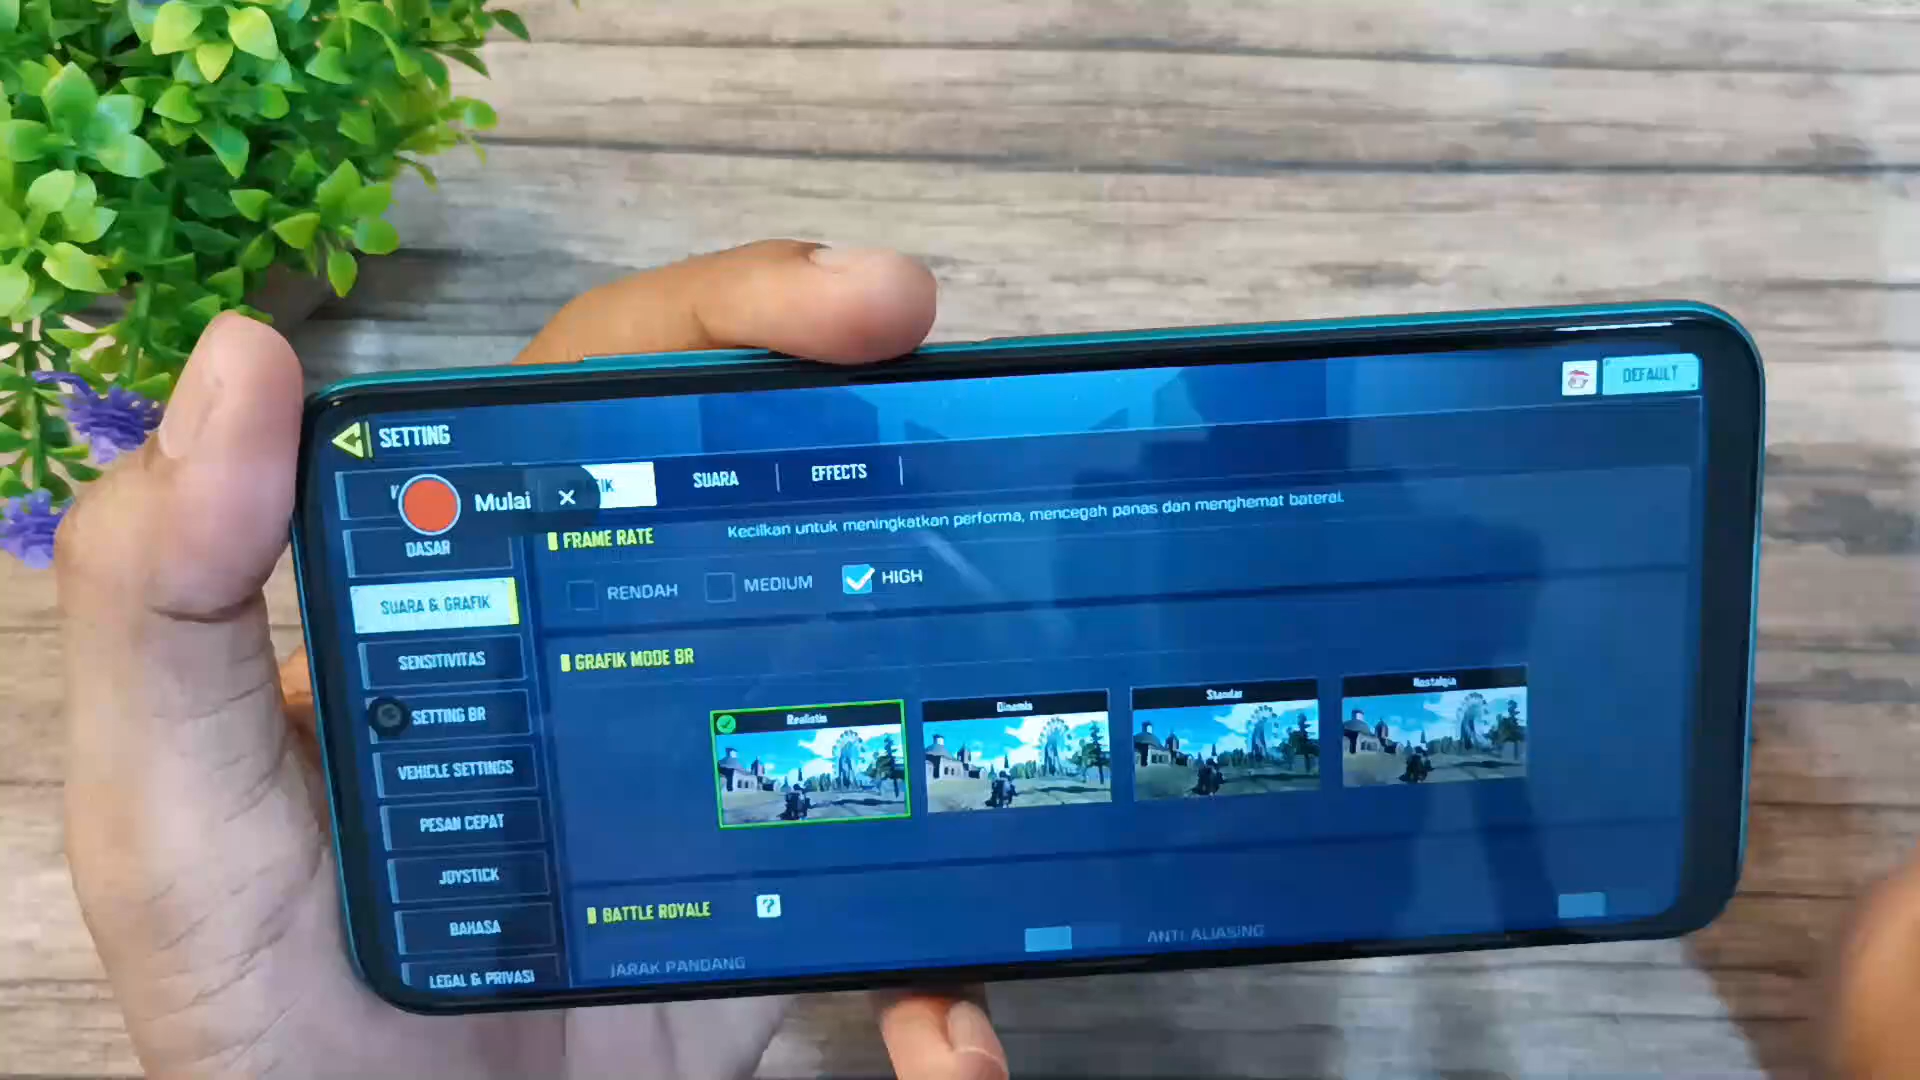 SETTING
DEFAULT
Mulai
SUARA
EFFECTS
DASAR
SUARA & GRAFIK
SENSITIVITAS
SETTING BR
VEHICLE SETTINGS
PESAN CEPAT
JOYSTICK
BAHASA
LEGAL & PRIVASI
FRAME RATE
Kecilkan untuk meningkatkan performa, mencegah panas dan menghemat baterai.
RENDAH MEDIUM HIGH
GRAFIK MODE BR
Realistis Dinamis Standar Nostalgia
BATTLE ROYALE ?
JARAK PANDANG ANTI ALIASING